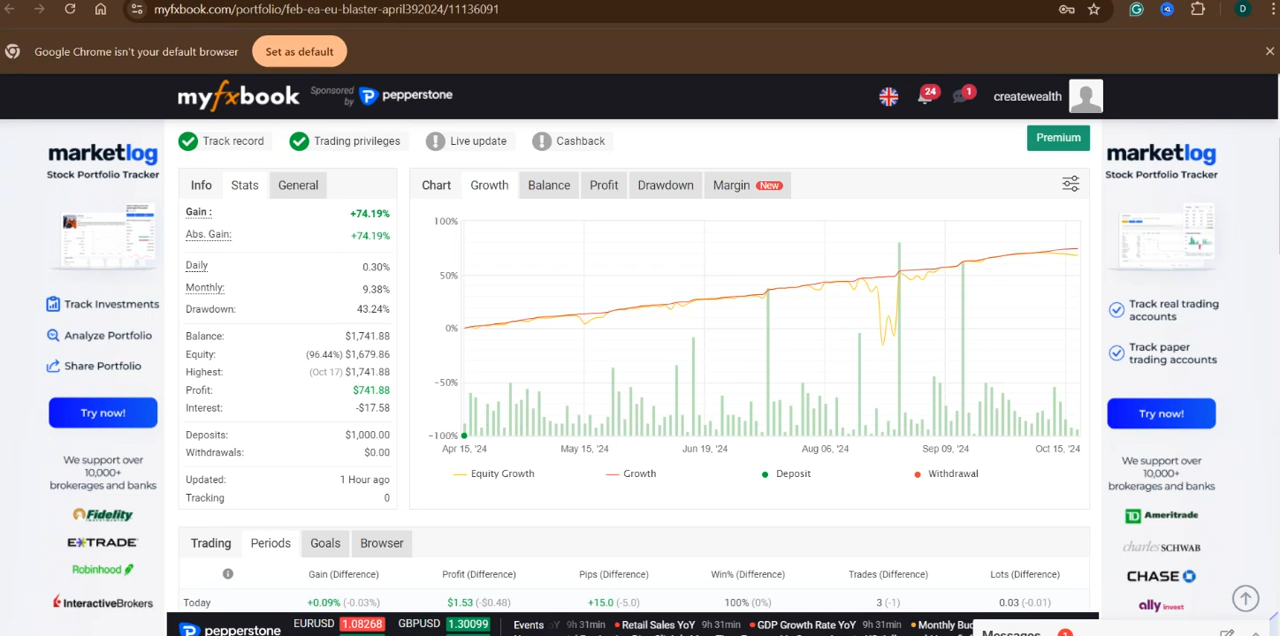 myfxbook.com/portfolio/feb-ea-eu-blaster-april392024/11136091
D
Google Chrome isn't your default browser
Set as default
myfxbook
Sponsored by
pepperstone
24
1
createwealth
marketlog
Stock Portfolio Tracker
Track Investments
Analyze Portfolio
Share Portfolio
Try now!
We support over
10,000+
brokerages and banks
Fidelity
E*TRADE
Robinhood
InteractiveBrokers
Track record
Trading privileges
Live update
Cashback
Premium
Info Stats General
Gain : +74.19%
Abs. Gain: +74.19%
Daily 0.30%
Monthly: 9.38%
Drawdown: 43.24%
Balance: $1,741.88
Equity: (96.44%) $1,679.86
Highest: (Oct 17) $1,741.88
Profit: $741.88
Interest: -$17.58
Deposits: $1,000.00
Withdrawals: $0.00
Updated: 1 Hour ago
Tracking 0
Chart Growth Balance Profit Drawdown Margin New
100%
50%
0%
-50%
-100%
Apr 15, '24 May 15, '24 Jun 19, '24 Aug 06, '24 Sep 09, '24 Oct 15, '24
Equity Growth Growth Deposit Withdrawal
Trading Periods Goals Browser
Gain (Difference) Profit (Difference) Pips (Difference) Win% (Difference) Trades (Difference) Lots (Difference)
Today +0.09% (-0.03%) $1.53 (-$0.48) +15.0 (-5.0) 100% (0%) 3 (-1) 0.03 (-0.01)
pepperstone
EURUSD 1.08268 GBPUSD 1.30099
Events oY 9h 31min Retail Sales YoY 9h 31min GDP Growth Rate YoY 9h 31min Monthly Bud
Messages 1
marketlog
Stock Portfolio Tracker
Track real trading
accounts
Track paper
trading accounts
Try now!
We support over
10,000+
brokerages and banks
TD Ameritrade
charles SCHWAB
CHASE
ally invest